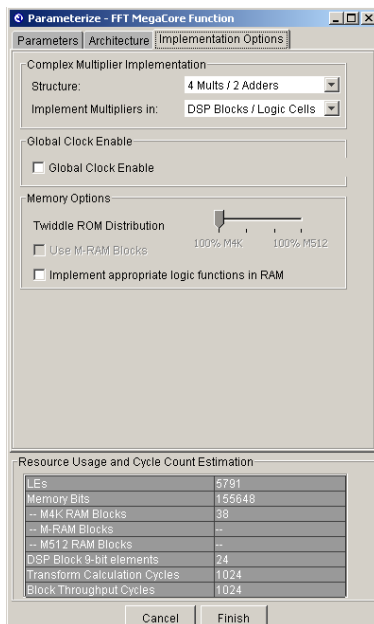 Parameterize - FFT MegaCore Function
Parameters Architecture Implementation Options
Complex Multiplier Implementation
Structure: 4 Mults / 2 Adders
Implement Multipliers in: DSP Blocks / Logic Cells
Global Clock Enable
Global Clock Enable
Memory Options
Twiddle ROM Distribution
100% M4K 100% M512
Use M-RAM Blocks
Implement appropriate logic functions in RAM
Resource Usage and Cycle Count Estimation
LEs 5791
Memory Bits 155648
-- M4K RAM Blocks 38
-- M-RAM Blocks --
-- M512 RAM Blocks --
DSP Block 9-bit elements 24
Transform Calculation Cycles 1024
Block Throughput Cycles 1024
Cancel Finish